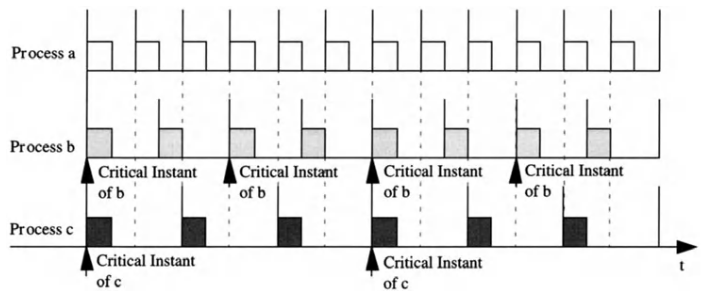 Process a
Process b
Critical Instant
of b
Critical Instant
of b
Critical Instant
of b
Critical Instant
of b
Process c
Critical Instant
of c
Critical Instant
of c
t